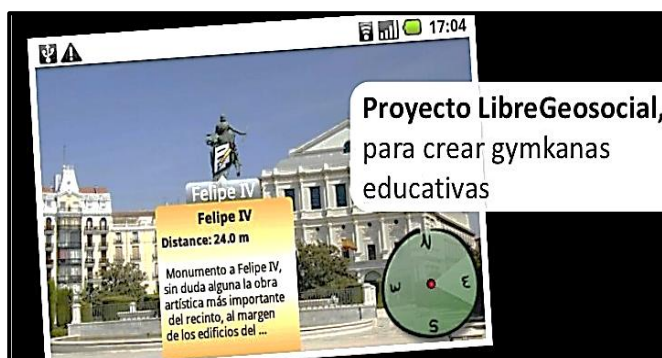 17:04
Proyecto LibreGeosocial,
para crear gymkanas
educativas
Felipe IV
Felipe IV
Distance: 24.0 m
Monumento a Felipe IV,
sin duda alguna la obra
artística más importante
del recinto, al margen
de los edificios del ...
N
W
E
S